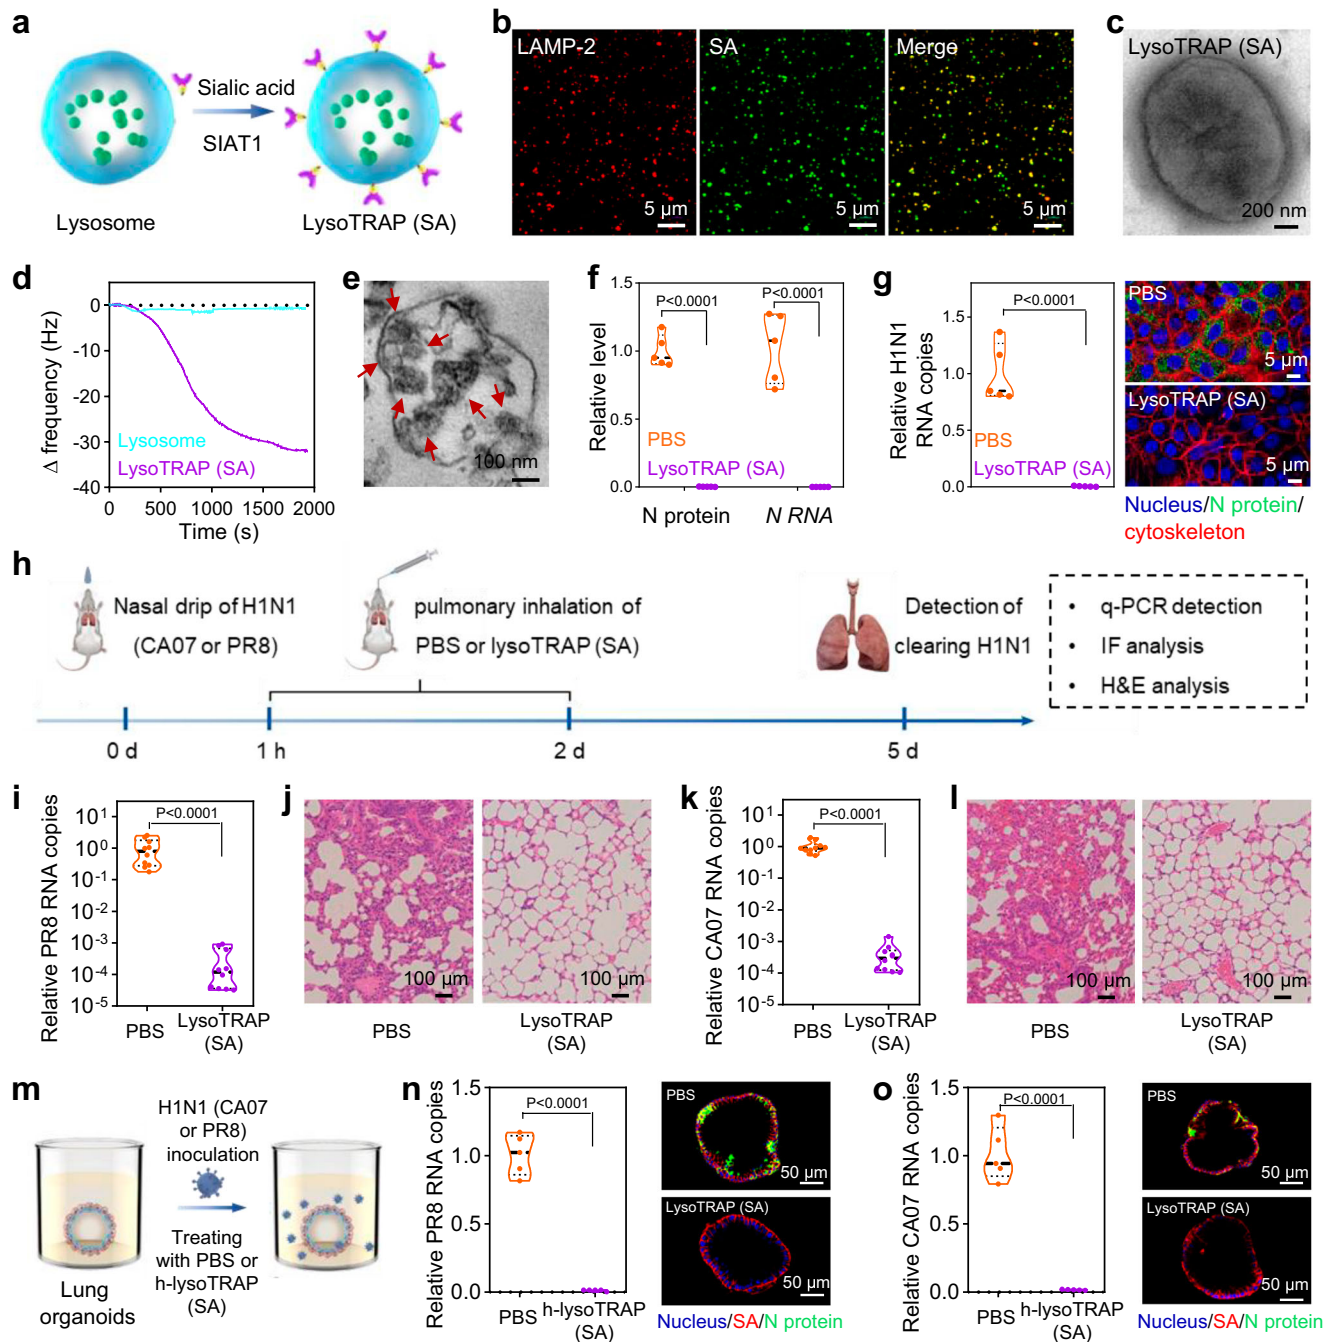 a
Sialic acid
SIAT1
Lysosome
LysoTRAP (SA)
b
LAMP-2
SA
Merge
5 µm
5 µm
5 µm
c
LysoTRAP (SA)
200 nm
d
Δ frequency (Hz)
0
-10
-20
-30
-40
Lysosome
LysoTRAP (SA)
0 500 1000 1500 2000
Time (s)
e
100 nm
f
Relative level
1.5
1.0
0.5
0.0
P<0.0001
P<0.0001
PBS
LysoTRAP (SA)
N protein
N RNA
g
Relative H1N1
RNA copies
1.5
1.0
0.5
0.0
P<0.0001
PBS
LysoTRAP (SA)
PBS
5 µm
LysoTRAP (SA)
5 µm
Nucleus/N protein/
cytoskeleton
h
Nasal drip of H1N1
(CA07 or PR8)
pulmonary inhalation of
PBS or lysoTRAP (SA)
Detection of
clearing H1N1
• q-PCR detection
• IF analysis
• H&E analysis
0 d
1 h
2 d
5 d
i
Relative PR8 RNA copies
10¹
10⁰
10⁻¹
10⁻²
10⁻³
10⁻⁴
10⁻⁵
P<0.0001
PBS
LysoTRAP
(SA)
j
100 µm
100 µm
PBS
LysoTRAP
(SA)
k
Relative CA07 RNA copies
10¹
10⁰
10⁻¹
10⁻²
10⁻³
10⁻⁴
10⁻⁵
P<0.0001
PBS
LysoTRAP
(SA)
l
100 µm
100 µm
PBS
LysoTRAP
(SA)
m
H1N1 (CA07
or PR8)
inoculation
Treating
with PBS or
h-lysoTRAP
(SA)
Lung
organoids
n
Relative PR8 RNA copies
1.5
1.0
0.5
0.0
P<0.0001
PBS
h-lysoTRAP
(SA)
PBS
50 µm
LysoTRAP (SA)
50 µm
Nucleus/SA/N protein
o
Relative CA07 RNA copies
1.5
1.0
0.5
0.0
P<0.0001
PBS
h-lysoTRAP
(SA)
PBS
50 µm
LysoTRAP (SA)
50 µm
Nucleus/SA/N protein